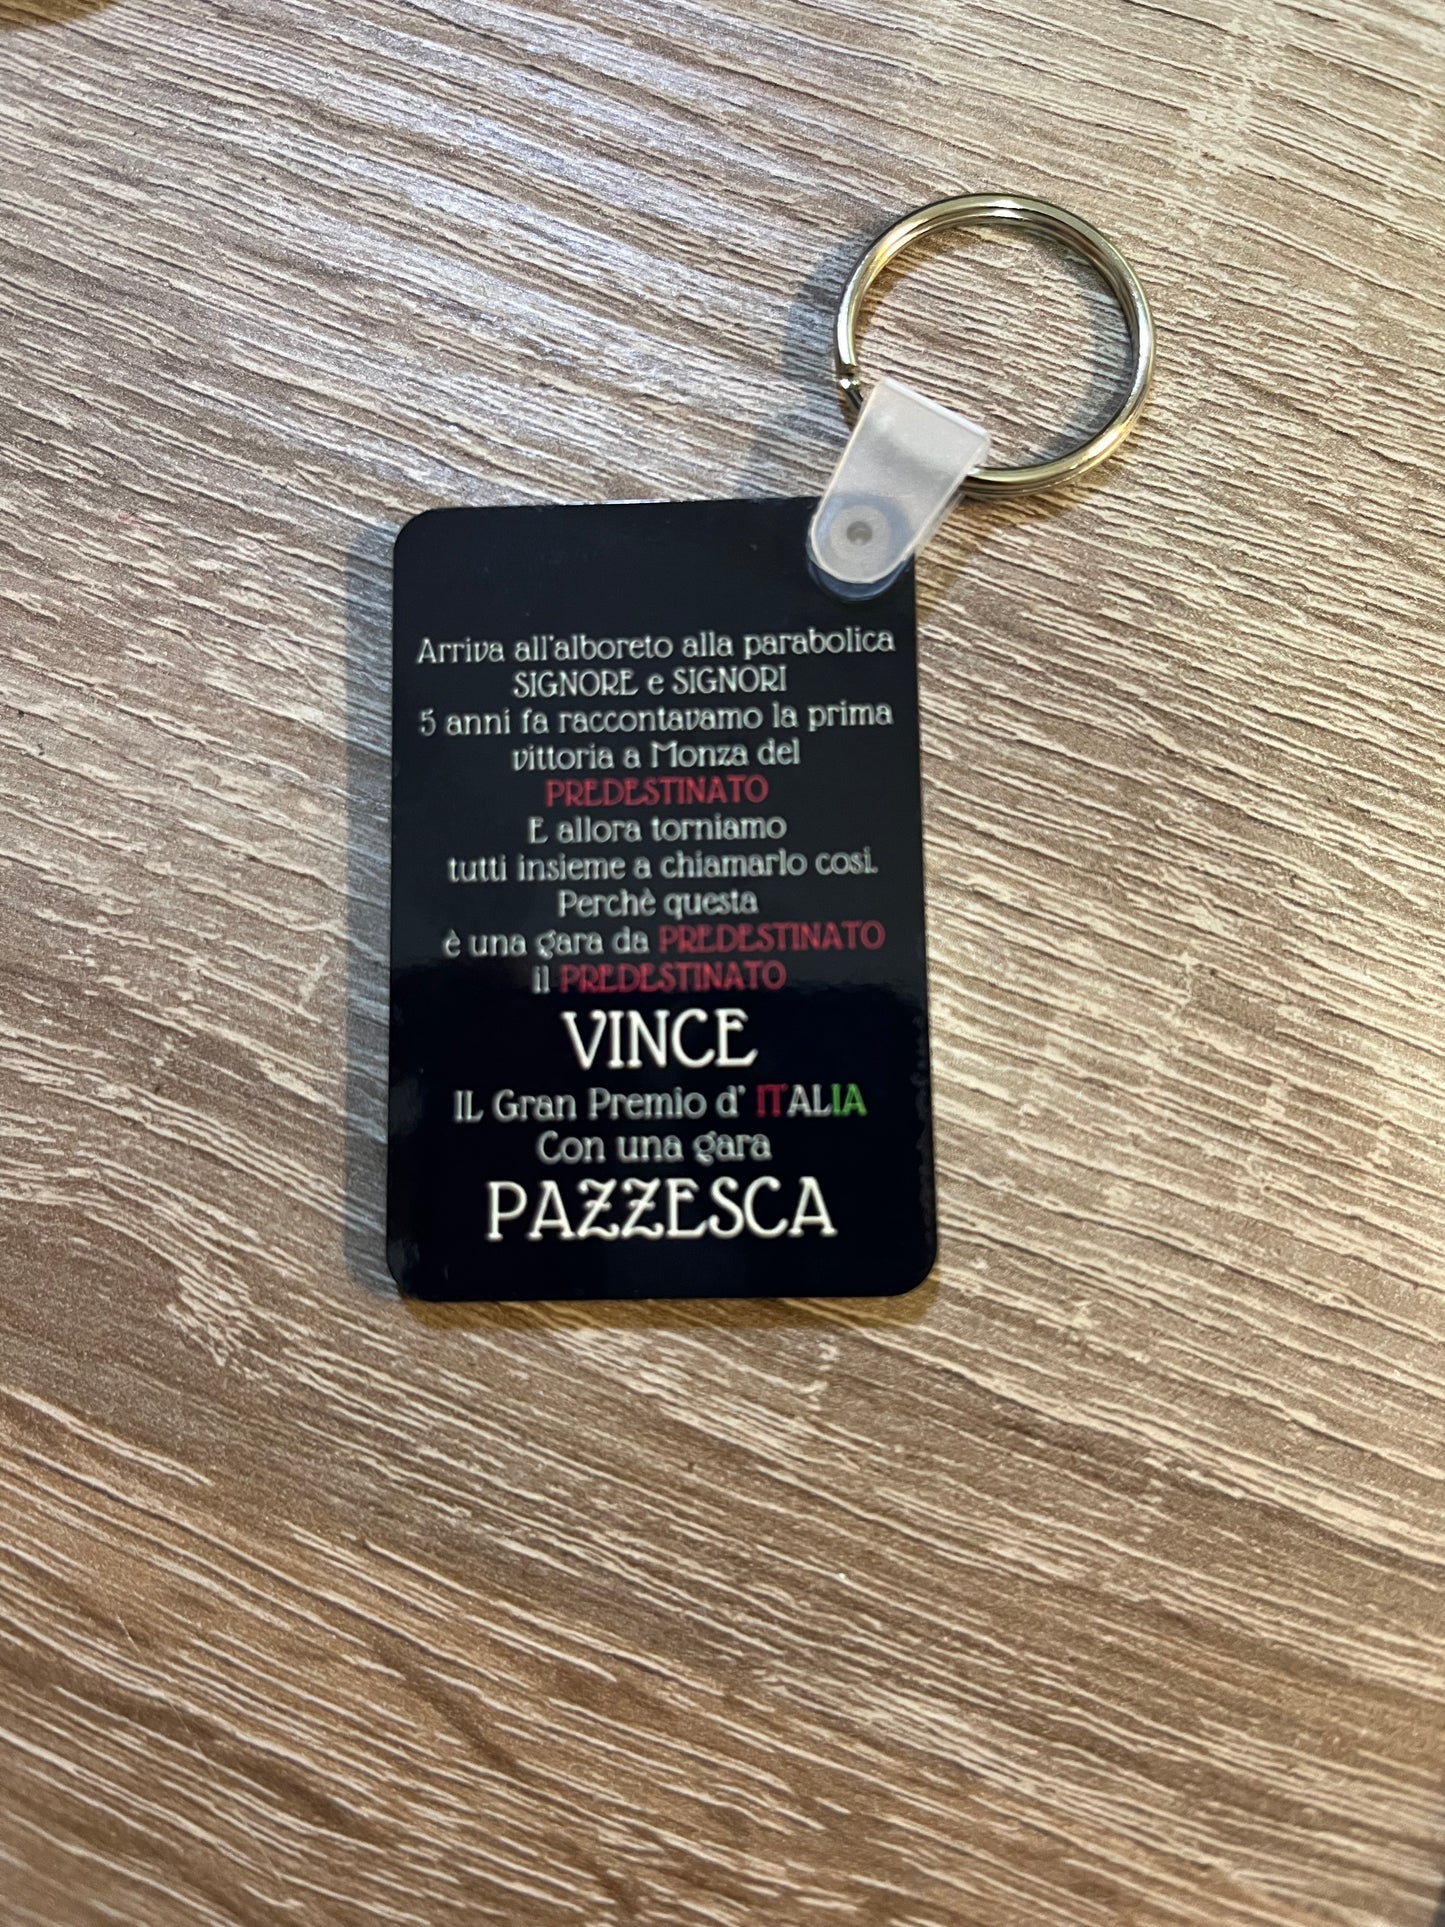 Arriva all'alboreto alla parabolica
SIGNORE e SIGNORI
5 anni fa raccontavamo la prima
vittoria a Monza del
PREDESTINATO
E allora torniamo
tutti insieme a chiamarlo cosi.
Perchè questa
è una gara da PREDESTINATO
il PREDESTINATO
VINCE
IL Gran Premio d' ITALIA
Con una gara
PAZZESCA